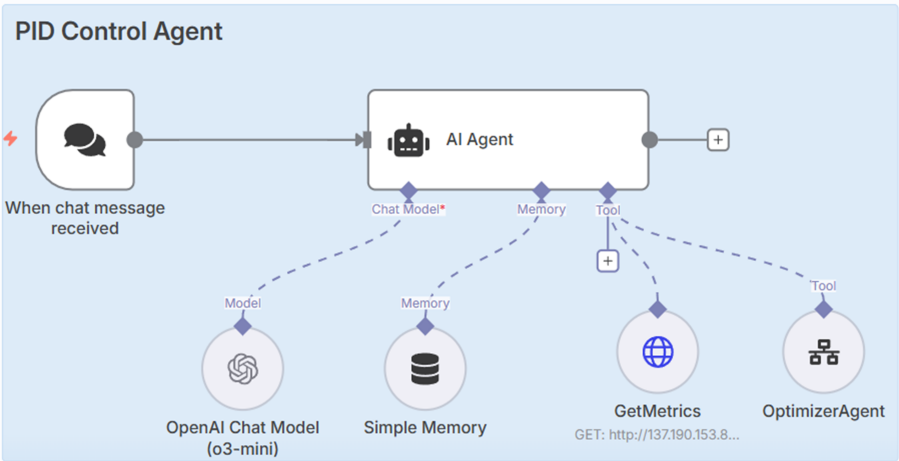 PID Control Agent
AI Agent
When chat message
received
Chat Model*
Memory
Tool
+
+
Model
Memory
Tool
OpenAI Chat Model
(o3-mini)
Simple Memory
GetMetrics
GET: http://137.190.153.8...
OptimizerAgent